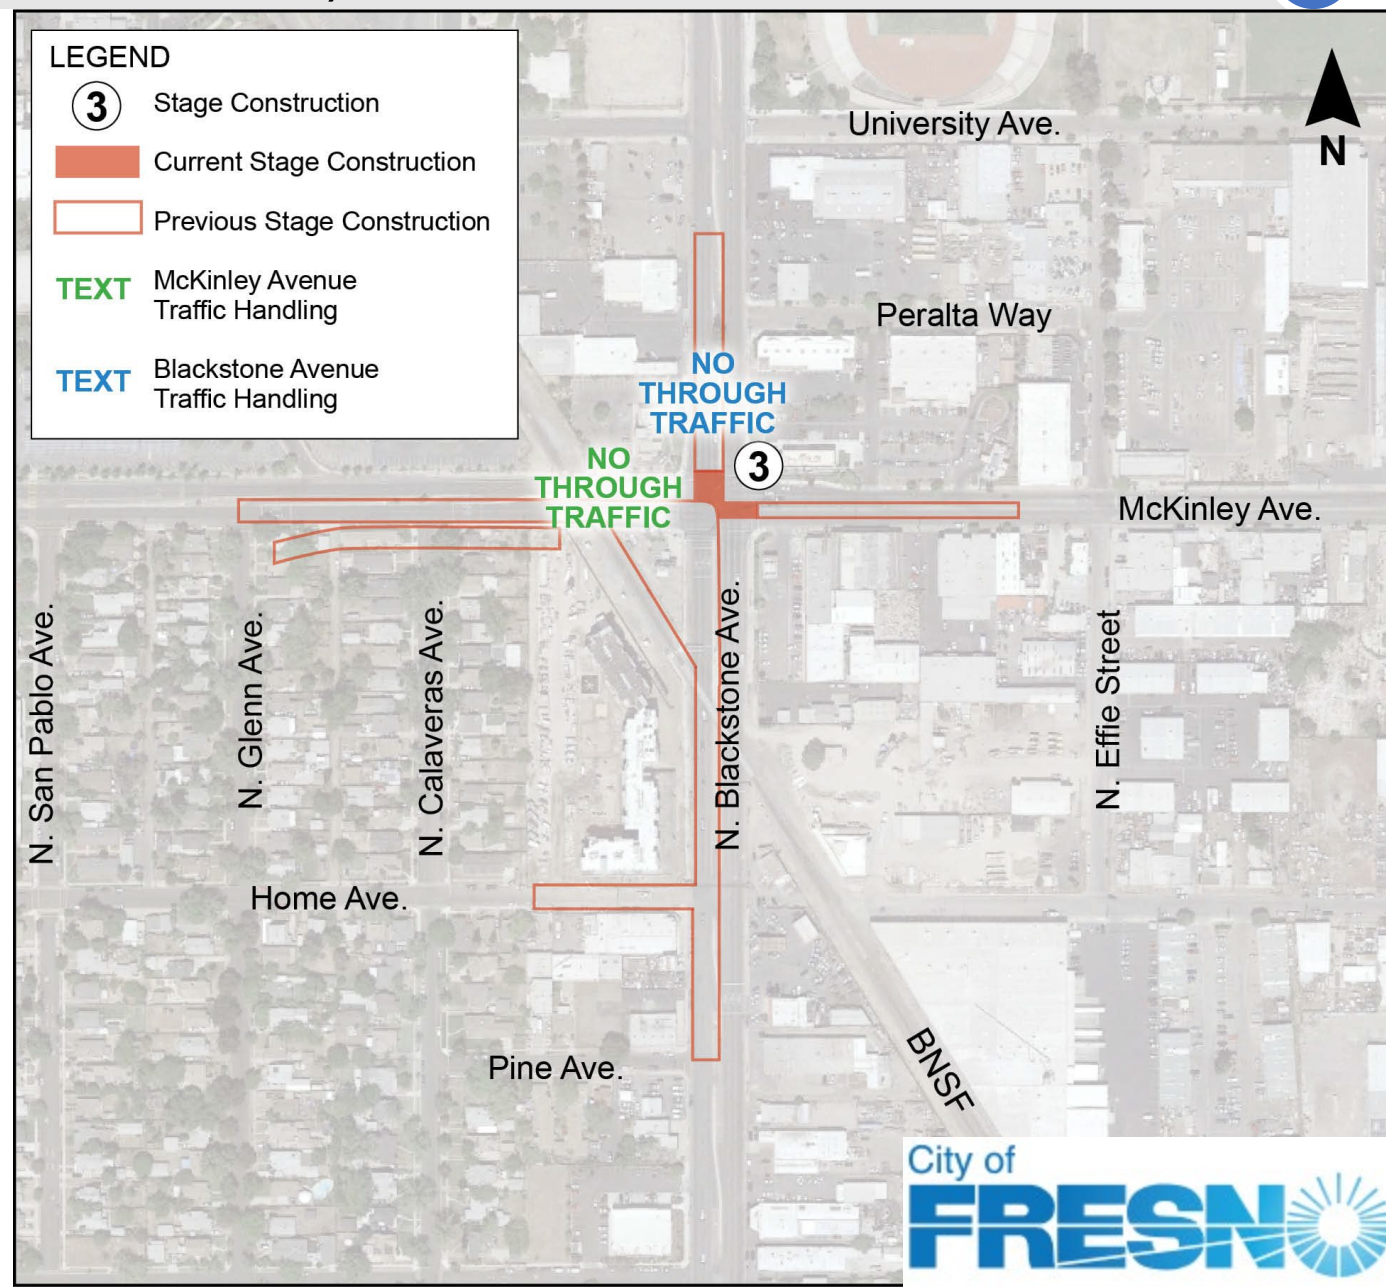 LEGEND
3 Stage Construction
Current Stage Construction
Previous Stage Construction
TEXT McKinley Avenue
Traffic Handling
TEXT Blackstone Avenue
Traffic Handling
N
University Ave.
Peralta Way
NO
THROUGH
TRAFFIC
3
NO
THROUGH
TRAFFIC
McKinley Ave.
N. San Pablo Ave.
N. Glenn Ave.
N. Calaveras Ave.
N. Blackstone Ave.
N. Effie Street
Home Ave.
Pine Ave.
BNSF
City of
FRESNO